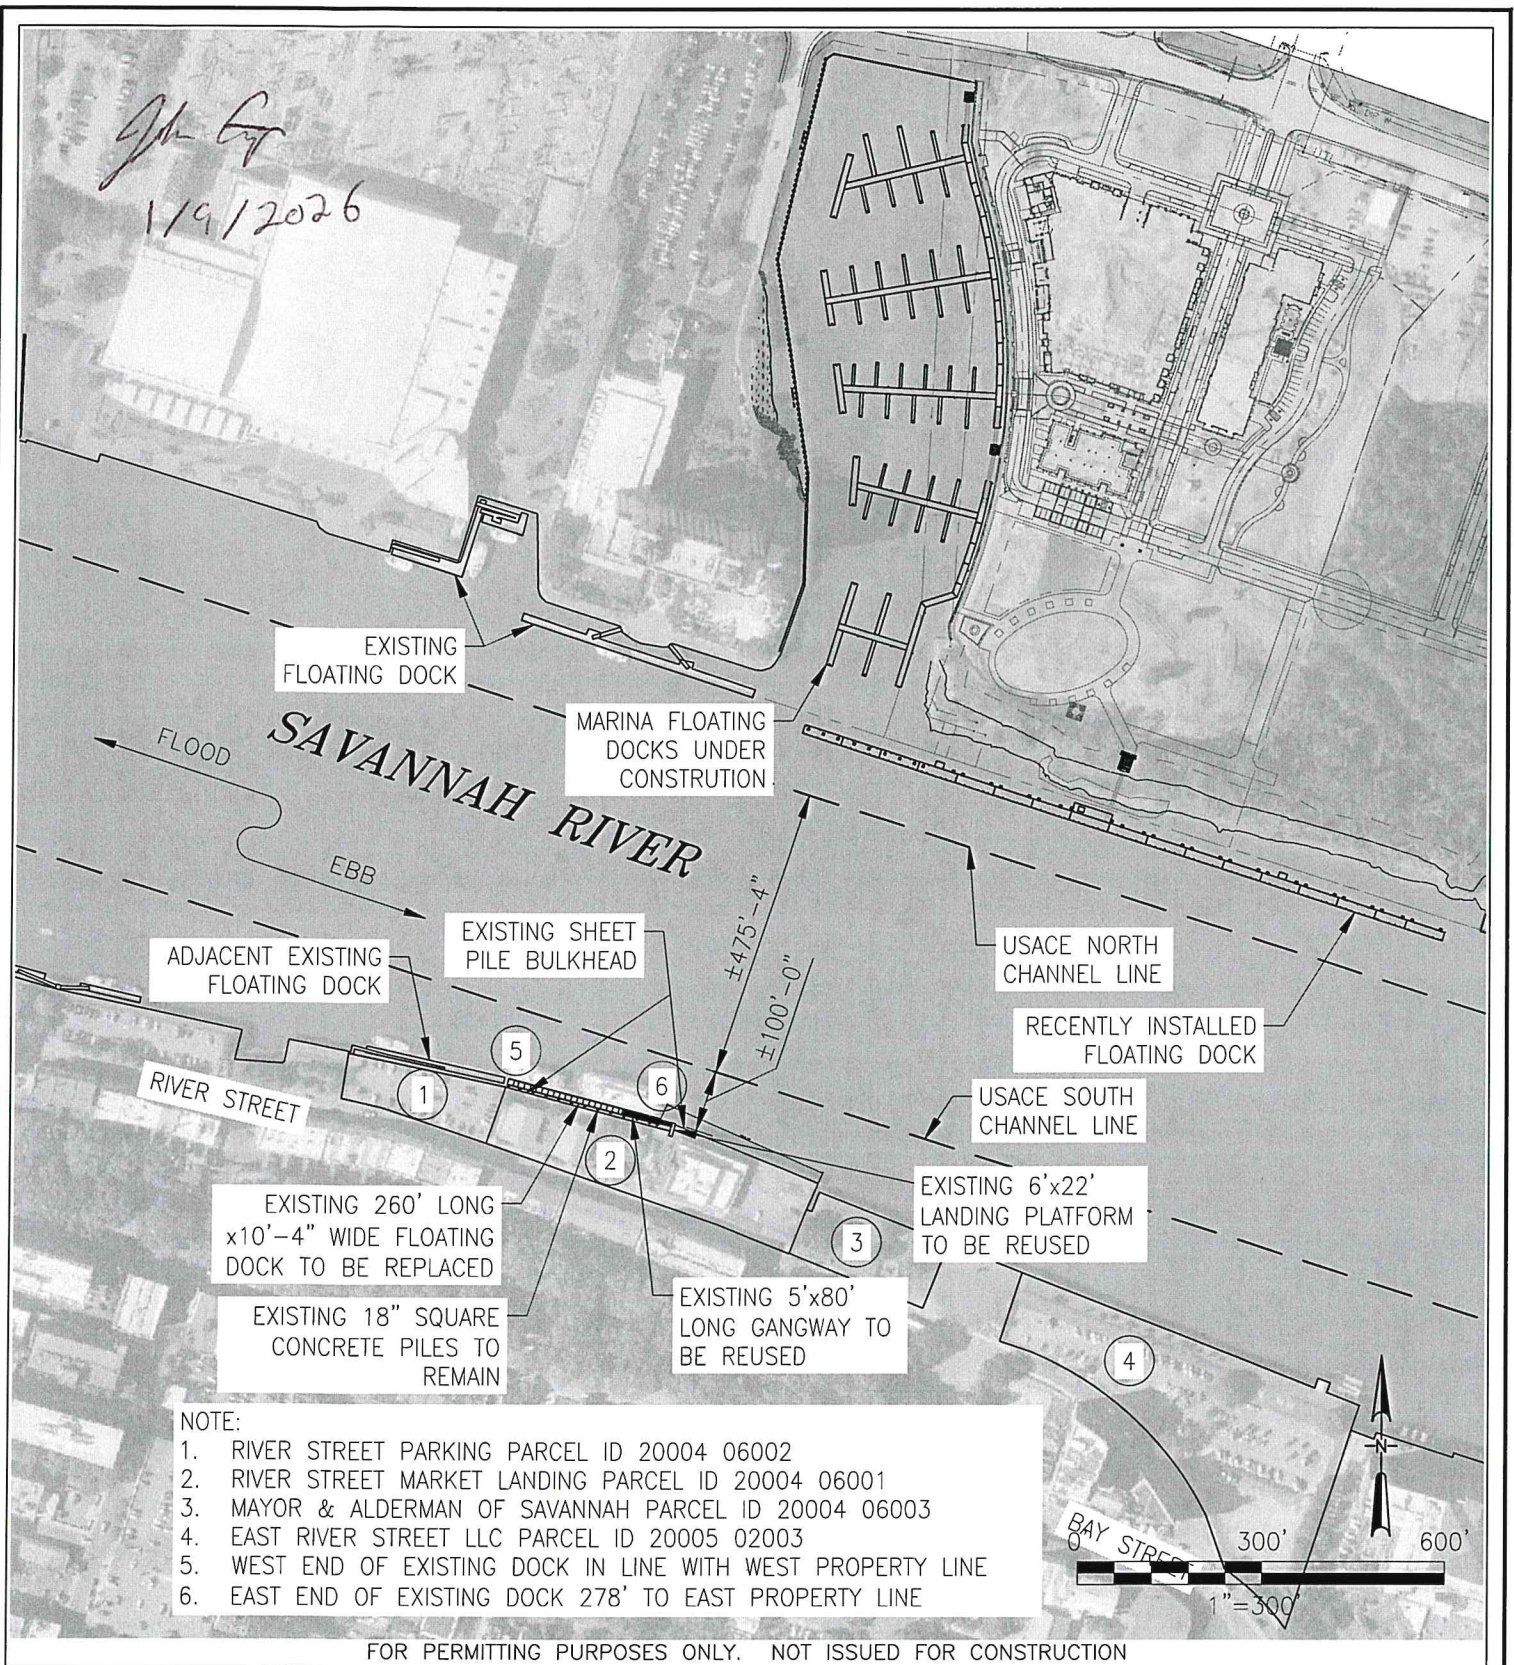 1/9/2026
EXISTING
FLOATING DOCK
MARINA FLOATING
DOCKS UNDER
CONSTRUTION
SAVANNAH RIVER
FLOOD
EBB
±475'-4"
±100'-0"
ADJACENT EXISTING
FLOATING DOCK
EXISTING SHEET
PILE BULKHEAD
USACE NORTH
CHANNEL LINE
RECENTLY INSTALLED
FLOATING DOCK
USACE SOUTH
CHANNEL LINE
RIVER STREET
1
5
6
2
3
4
EXISTING 260' LONG
x10'-4" WIDE FLOATING
DOCK TO BE REPLACED
EXISTING 18" SQUARE
CONCRETE PILES TO
REMAIN
EXISTING 5'x80'
LONG GANGWAY TO
BE REUSED
EXISTING 6'x22'
LANDING PLATFORM
TO BE REUSED
NOTE:
1. RIVER STREET PARKING PARCEL ID 20004 06002
2. RIVER STREET MARKET LANDING PARCEL ID 20004 06001
3. MAYOR & ALDERMAN OF SAVANNAH PARCEL ID 20004 06003
4. EAST RIVER STREET LLC PARCEL ID 20005 02003
5. WEST END OF EXISTING DOCK IN LINE WITH WEST PROPERTY LINE
6. EAST END OF EXISTING DOCK 278' TO EAST PROPERTY LINE
BAY STREET
N
0 300' 600'
1"=300'
FOR PERMITTING PURPOSES ONLY. NOT ISSUED FOR CONSTRUCTION